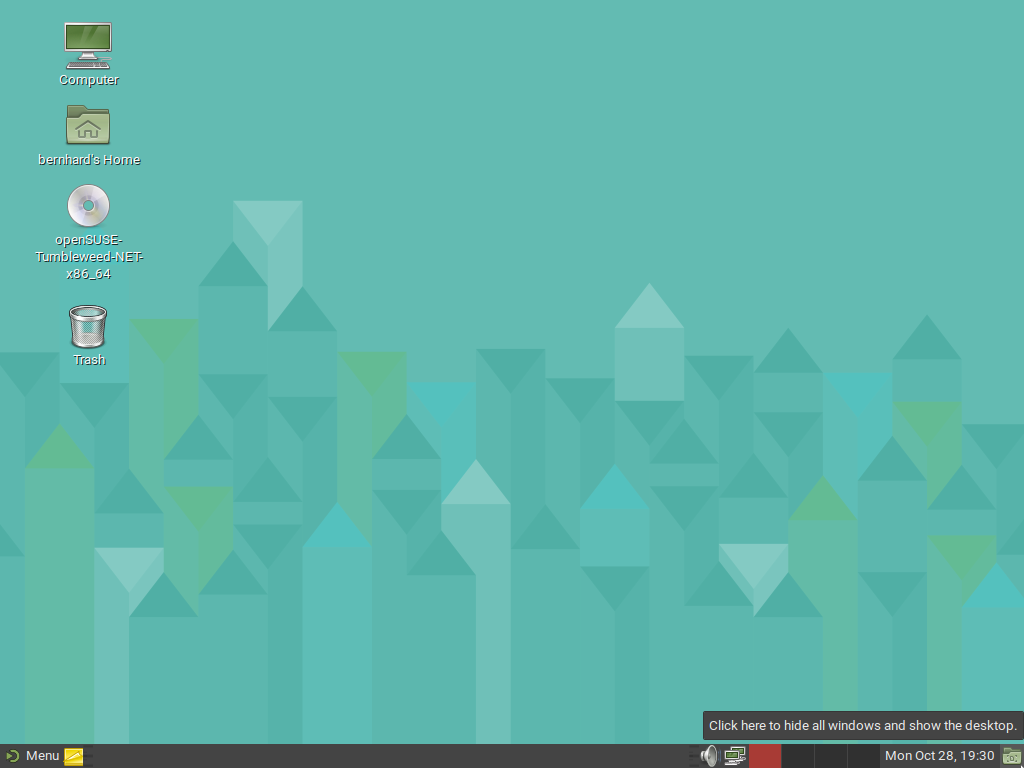 Computer
bernhard's Home
openSUSE-
Tumbleweed-NET-
x86_64
Trash
Click here to hide all windows and show the desktop.
Menu
Mon Oct 28, 19:30